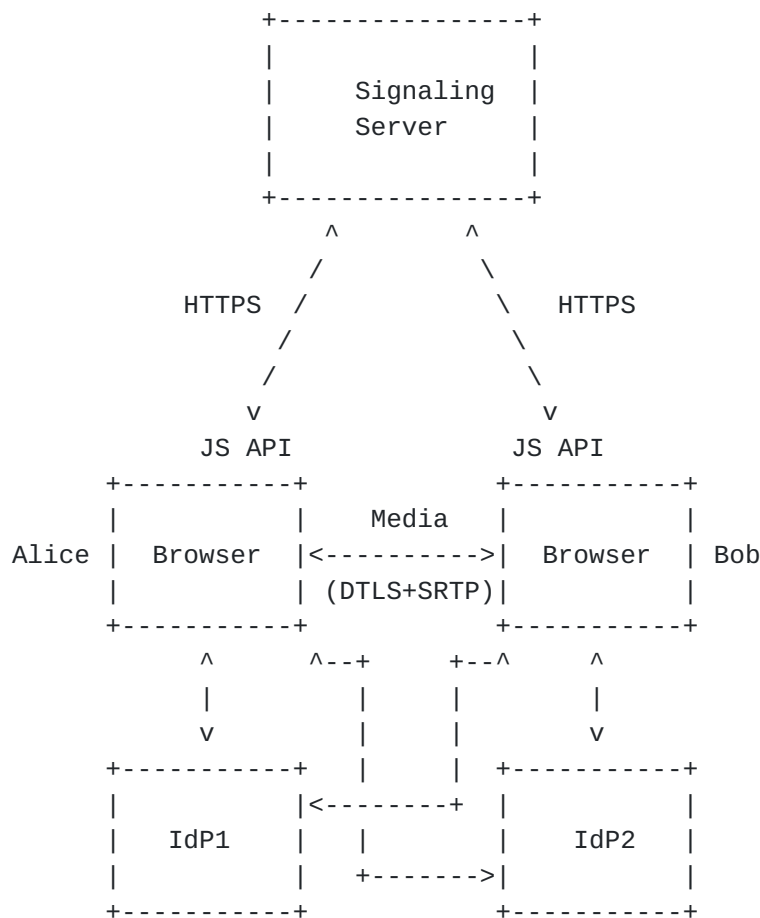 Signaling
Server
HTTPS HTTPS
JS API JS API
Media
Alice Browser Browser Bob
(DTLS+SRTP)
IdP1 IdP2